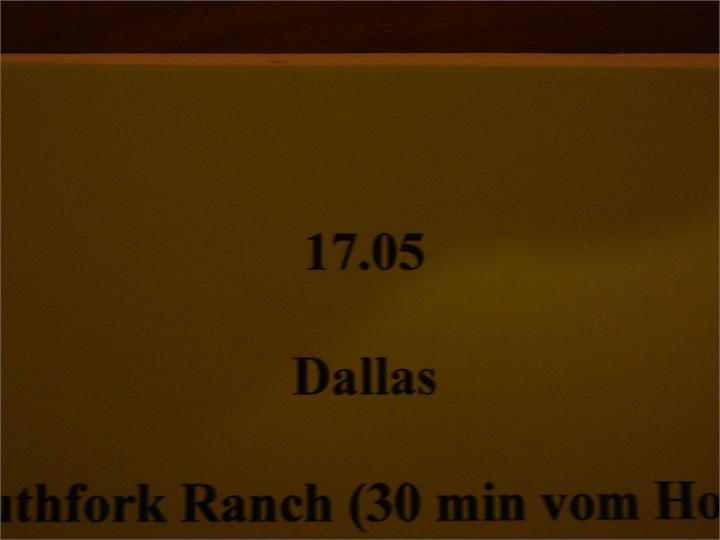 17.05
Dallas
uthfork Ranch (30 min vom Ho